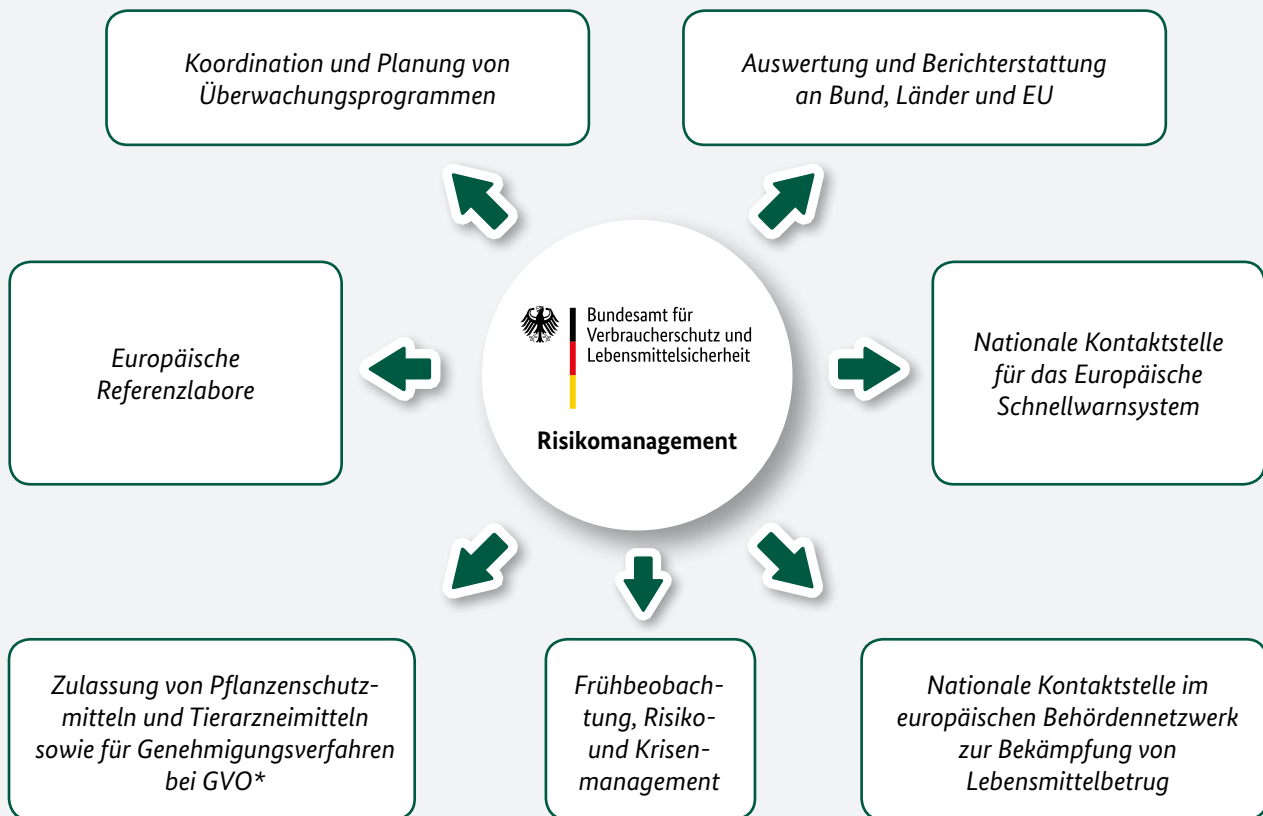 Koordination und Planung von
Überwachungsprogrammen
Auswertung und Berichterstattung
an Bund, Länder und EU
Europäische
Referenzlabore
Bundesamt für
Verbraucherschutz und
Lebensmittelsicherheit
Risikomanagement
Nationale Kontaktstelle
für das Europäische
Schnellwarnsystem
Zulassung von Pflanzenschutz-
mitteln und Tierarzneimitteln
sowie für Genehmigungsverfahren
bei GVO*
Frühbeobach-
tung, Risiko-
und Krisen-
management
Nationale Kontaktstelle im
europäischen Behördennetzwerk
zur Bekämpfung von
Lebensmittelbetrug